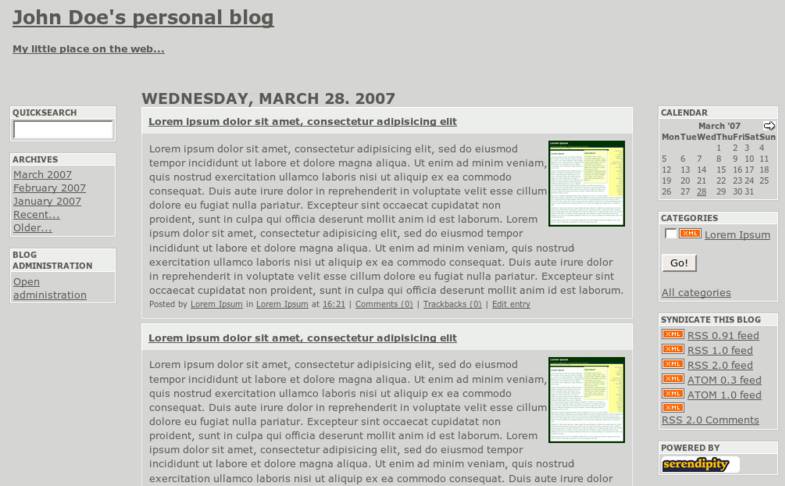 John Doe's personal blog
My little place on the web...
QUICKSEARCH
ARCHIVES
March 2007
February 2007
January 2007
Recent...
Older...
BLOG
ADMINISTRATION
Open
administration
WEDNESDAY, MARCH 28. 2007
Lorem ipsum dolor sit amet, consectetur adipisicing elit
Lorem ipsum dolor sit amet, consectetur adipisicing elit, sed do eiusmod
tempor incididunt ut labore et dolore magna aliqua. Ut enim ad minim veniam,
quis nostrud exercitation ullamco laboris nisi ut aliquip ex ea commodo
consequat. Duis aute irure dolor in reprehenderit in voluptate velit esse cillum
dolore eu fugiat nulla pariatur. Excepteur sint occaecat cupidatat non
proident, sunt in culpa qui officia deserunt mollit anim id est laborum. Lorem
ipsum dolor sit amet, consectetur adipisicing elit, sed do eiusmod tempor
incididunt ut labore et dolore magna aliqua. Ut enim ad minim veniam, quis nostrud
exercitation ullamco laboris nisi ut aliquip ex ea commodo consequat. Duis aute irure dolor
in reprehenderit in voluptate velit esse cillum dolore eu fugiat nulla pariatur. Excepteur sint
occaecat cupidatat non proident, sunt in culpa qui officia deserunt mollit anim id est laborum.
Posted by Lorem Ipsum in Lorem Ipsum at 16:21 | Comments (0) | Trackbacks (0) | Edit entry
Lorem ipsum dolor sit amet, consectetur adipisicing elit
Lorem ipsum dolor sit amet, consectetur adipisicing elit, sed do eiusmod
tempor incididunt ut labore et dolore magna aliqua. Ut enim ad minim veniam,
quis nostrud exercitation ullamco laboris nisi ut aliquip ex ea commodo
consequat. Duis aute irure dolor in reprehenderit in voluptate velit esse cillum
dolore eu fugiat nulla pariatur. Excepteur sint occaecat cupidatat non
proident, sunt in culpa qui officia deserunt mollit anim id est laborum. Lorem
ipsum dolor sit amet, consectetur adipisicing elit, sed do eiusmod tempor
incididunt ut labore et dolore magna aliqua. Ut enim ad minim veniam, quis nostrud
exercitation ullamco laboris nisi ut aliquip ex ea commodo consequat. Duis aute irure dolor
CALENDAR
March '07
Mon Tue Wed Thu Fri Sat Sun
1 2 3 4
5 6 7 8 9 10 11
12 13 14 15 16 17 18
19 20 21 22 23 24 25
26 27 28 29 30 31
CATEGORIES
XML Lorem Ipsum
Go!
All categories
SYNDICATE THIS BLOG
XML RSS 0.91 feed
XML RSS 1.0 feed
XML RSS 2.0 feed
XML ATOM 0.3 feed
XML ATOM 1.0 feed
XML
RSS 2.0 Comments
POWERED BY
serendipity